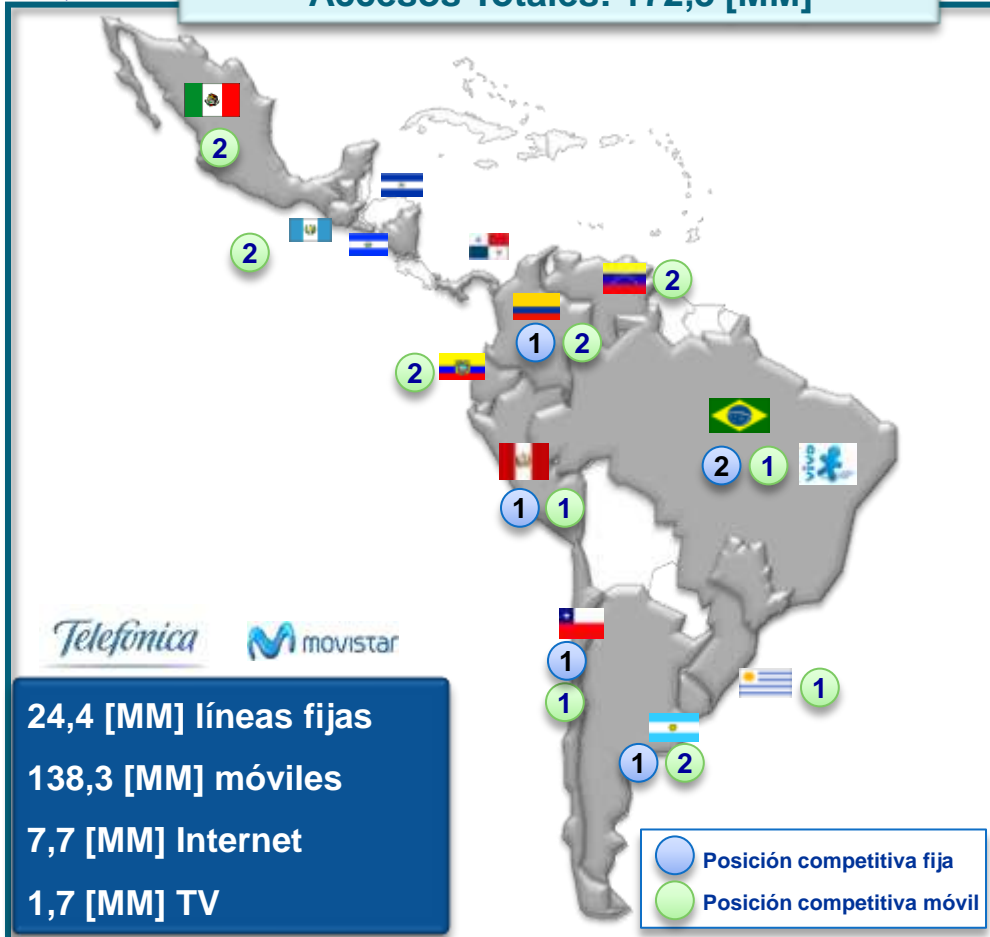 2
2
2
1 2
2
2 1 vivo
1 1
Telefónica movistar
1
1
1
1 2
24,4 [MM] líneas fijas
138,3 [MM] móviles
7,7 [MM] Internet
1,7 [MM] TV
Posición competitiva fija
Posición competitiva móvil